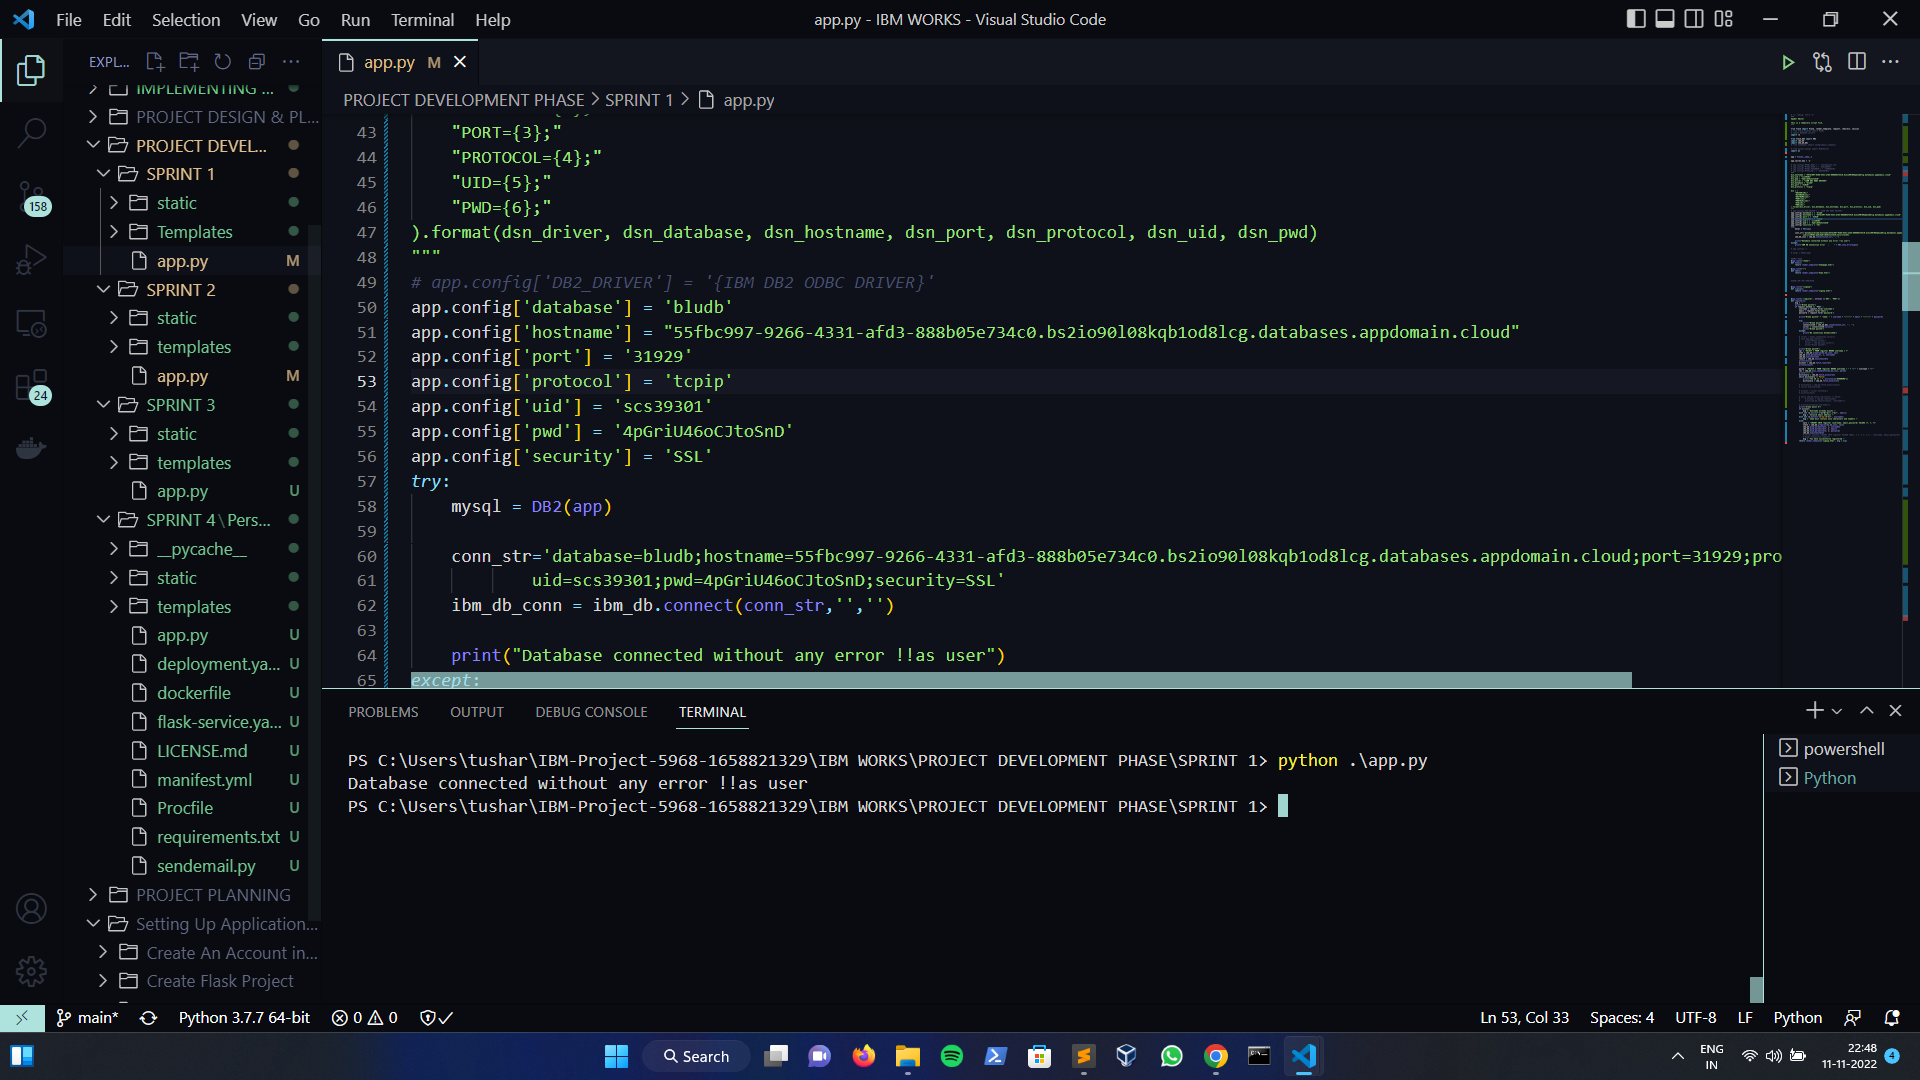 File Edit Selection View Go Run Terminal Help
app.py - IBM WORKS - Visual Studio Code
EXPL...
IMPLEMENTING ...
PROJECT DESIGN & PL...
PROJECT DEVEL...
SPRINT 1
static
Templates
app.py M
SPRINT 2
static
templates
app.py M
SPRINT 3
static
templates
app.py U
SPRINT 4\Pers...
__pycache__
static
templates
app.py U
deployment.ya... U
dockerfile U
flask-service.ya... U
LICENSE.md U
manifest.yml U
Procfile U
requirements.txt U
sendemail.py U
PROJECT PLANNING
Setting Up Application...
Create An Account in...
Create Flask Project
158
24
app.py M
PROJECT DEVELOPMENT PHASE > SPRINT 1 > app.py
43 "PORT={3};"
44 "PROTOCOL={4};"
45 "UID={5};"
46 "PWD={6};"
47 ).format(dsn_driver, dsn_database, dsn_hostname, dsn_port, dsn_protocol, dsn_uid, dsn_pwd)
48 """
49 # app.config['DB2_DRIVER'] = '{IBM DB2 ODBC DRIVER}'
50 app.config['database'] = 'bludb'
51 app.config['hostname'] = "55fbc997-9266-4331-afd3-888b05e734c0.bs2io90l08kqb1od8lcg.databases.appdomain.cloud"
52 app.config['port'] = '31929'
53 app.config['protocol'] = 'tcpip'
54 app.config['uid'] = 'scs39301'
55 app.config['pwd'] = '4pGriU46oCJtoSnD'
56 app.config['security'] = 'SSL'
57 try:
58 mysql = DB2(app)
59
60 conn_str='database=bludb;hostname=55fbc997-9266-4331-afd3-888b05e734c0.bs2io90l08kqb1od8lcg.databases.appdomain.cloud;port=31929;pro
61 uid=scs39301;pwd=4pGriU46oCJtoSnD;security=SSL'
62 ibm_db_conn = ibm_db.connect(conn_str,'','')
63
64 print("Database connected without any error !!as user")
65 except:
PROBLEMS OUTPUT DEBUG CONSOLE TERMINAL
PS C:\Users\tushar\IBM-Project-5968-1658821329\IBM WORKS\PROJECT DEVELOPMENT PHASE\SPRINT 1> python .\app.py
Database connected without any error !!as user
PS C:\Users\tushar\IBM-Project-5968-1658821329\IBM WORKS\PROJECT DEVELOPMENT PHASE\SPRINT 1>
powershell
Python
main* Python 3.7.7 64-bit 0 0
Ln 53, Col 33 Spaces: 4 UTF-8 LF Python
Search
ENG
IN
22:48
11-11-2022
4